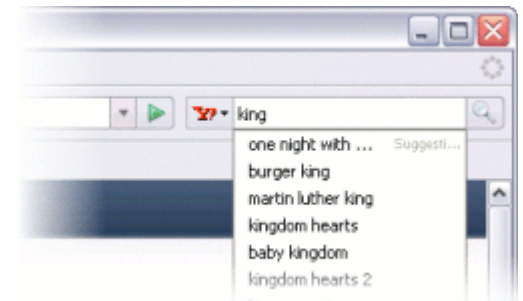 Y!
king
one night with ... Suggesti...
burger king
martin luther king
kingdom hearts
baby kingdom
kingdom hearts 2